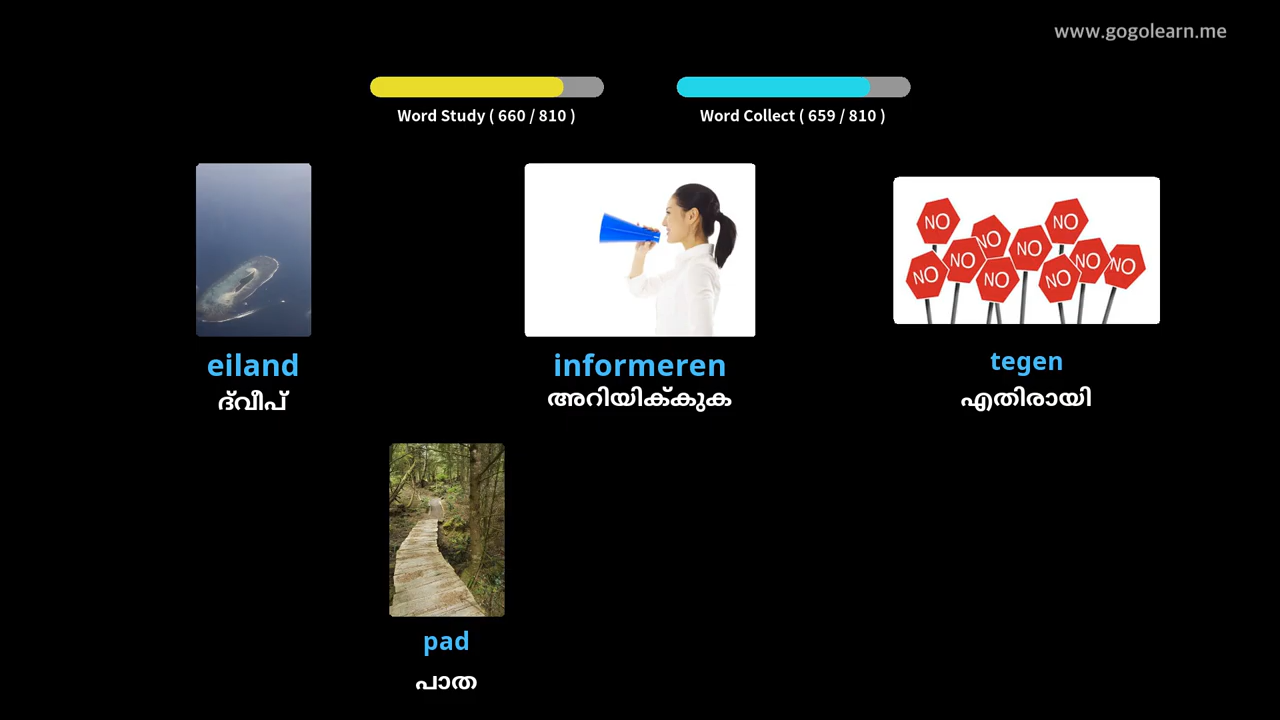 www.gogolearn.me
Word Study ( 660 / 810 )
Word Collect ( 659 / 810 )
NO
NO
NO
NO
NO
NO
NO
NO
NO
NO
eiland
ദ്വീപ്
informeren
അറിയിക്കുക
tegen
എതിരായി
pad
പാത